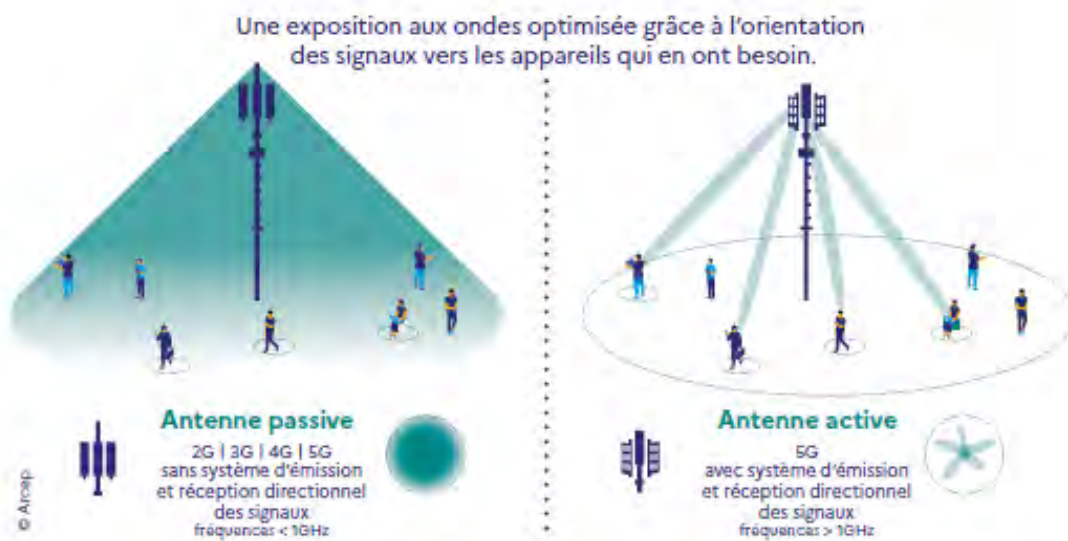 Une exposition aux ondes optimisée grâce à l'orientation
des signaux vers les appareils qui en ont besoin.
Antenne passive
2G | 3G | 4G | 5G
sans système d'émission
et réception directionnel
des signaux
fréquences < 1GHz
Antenne active
5G
avec système d'émission
et réception directionnel
des signaux
fréquences > 1GHz
© Arcep